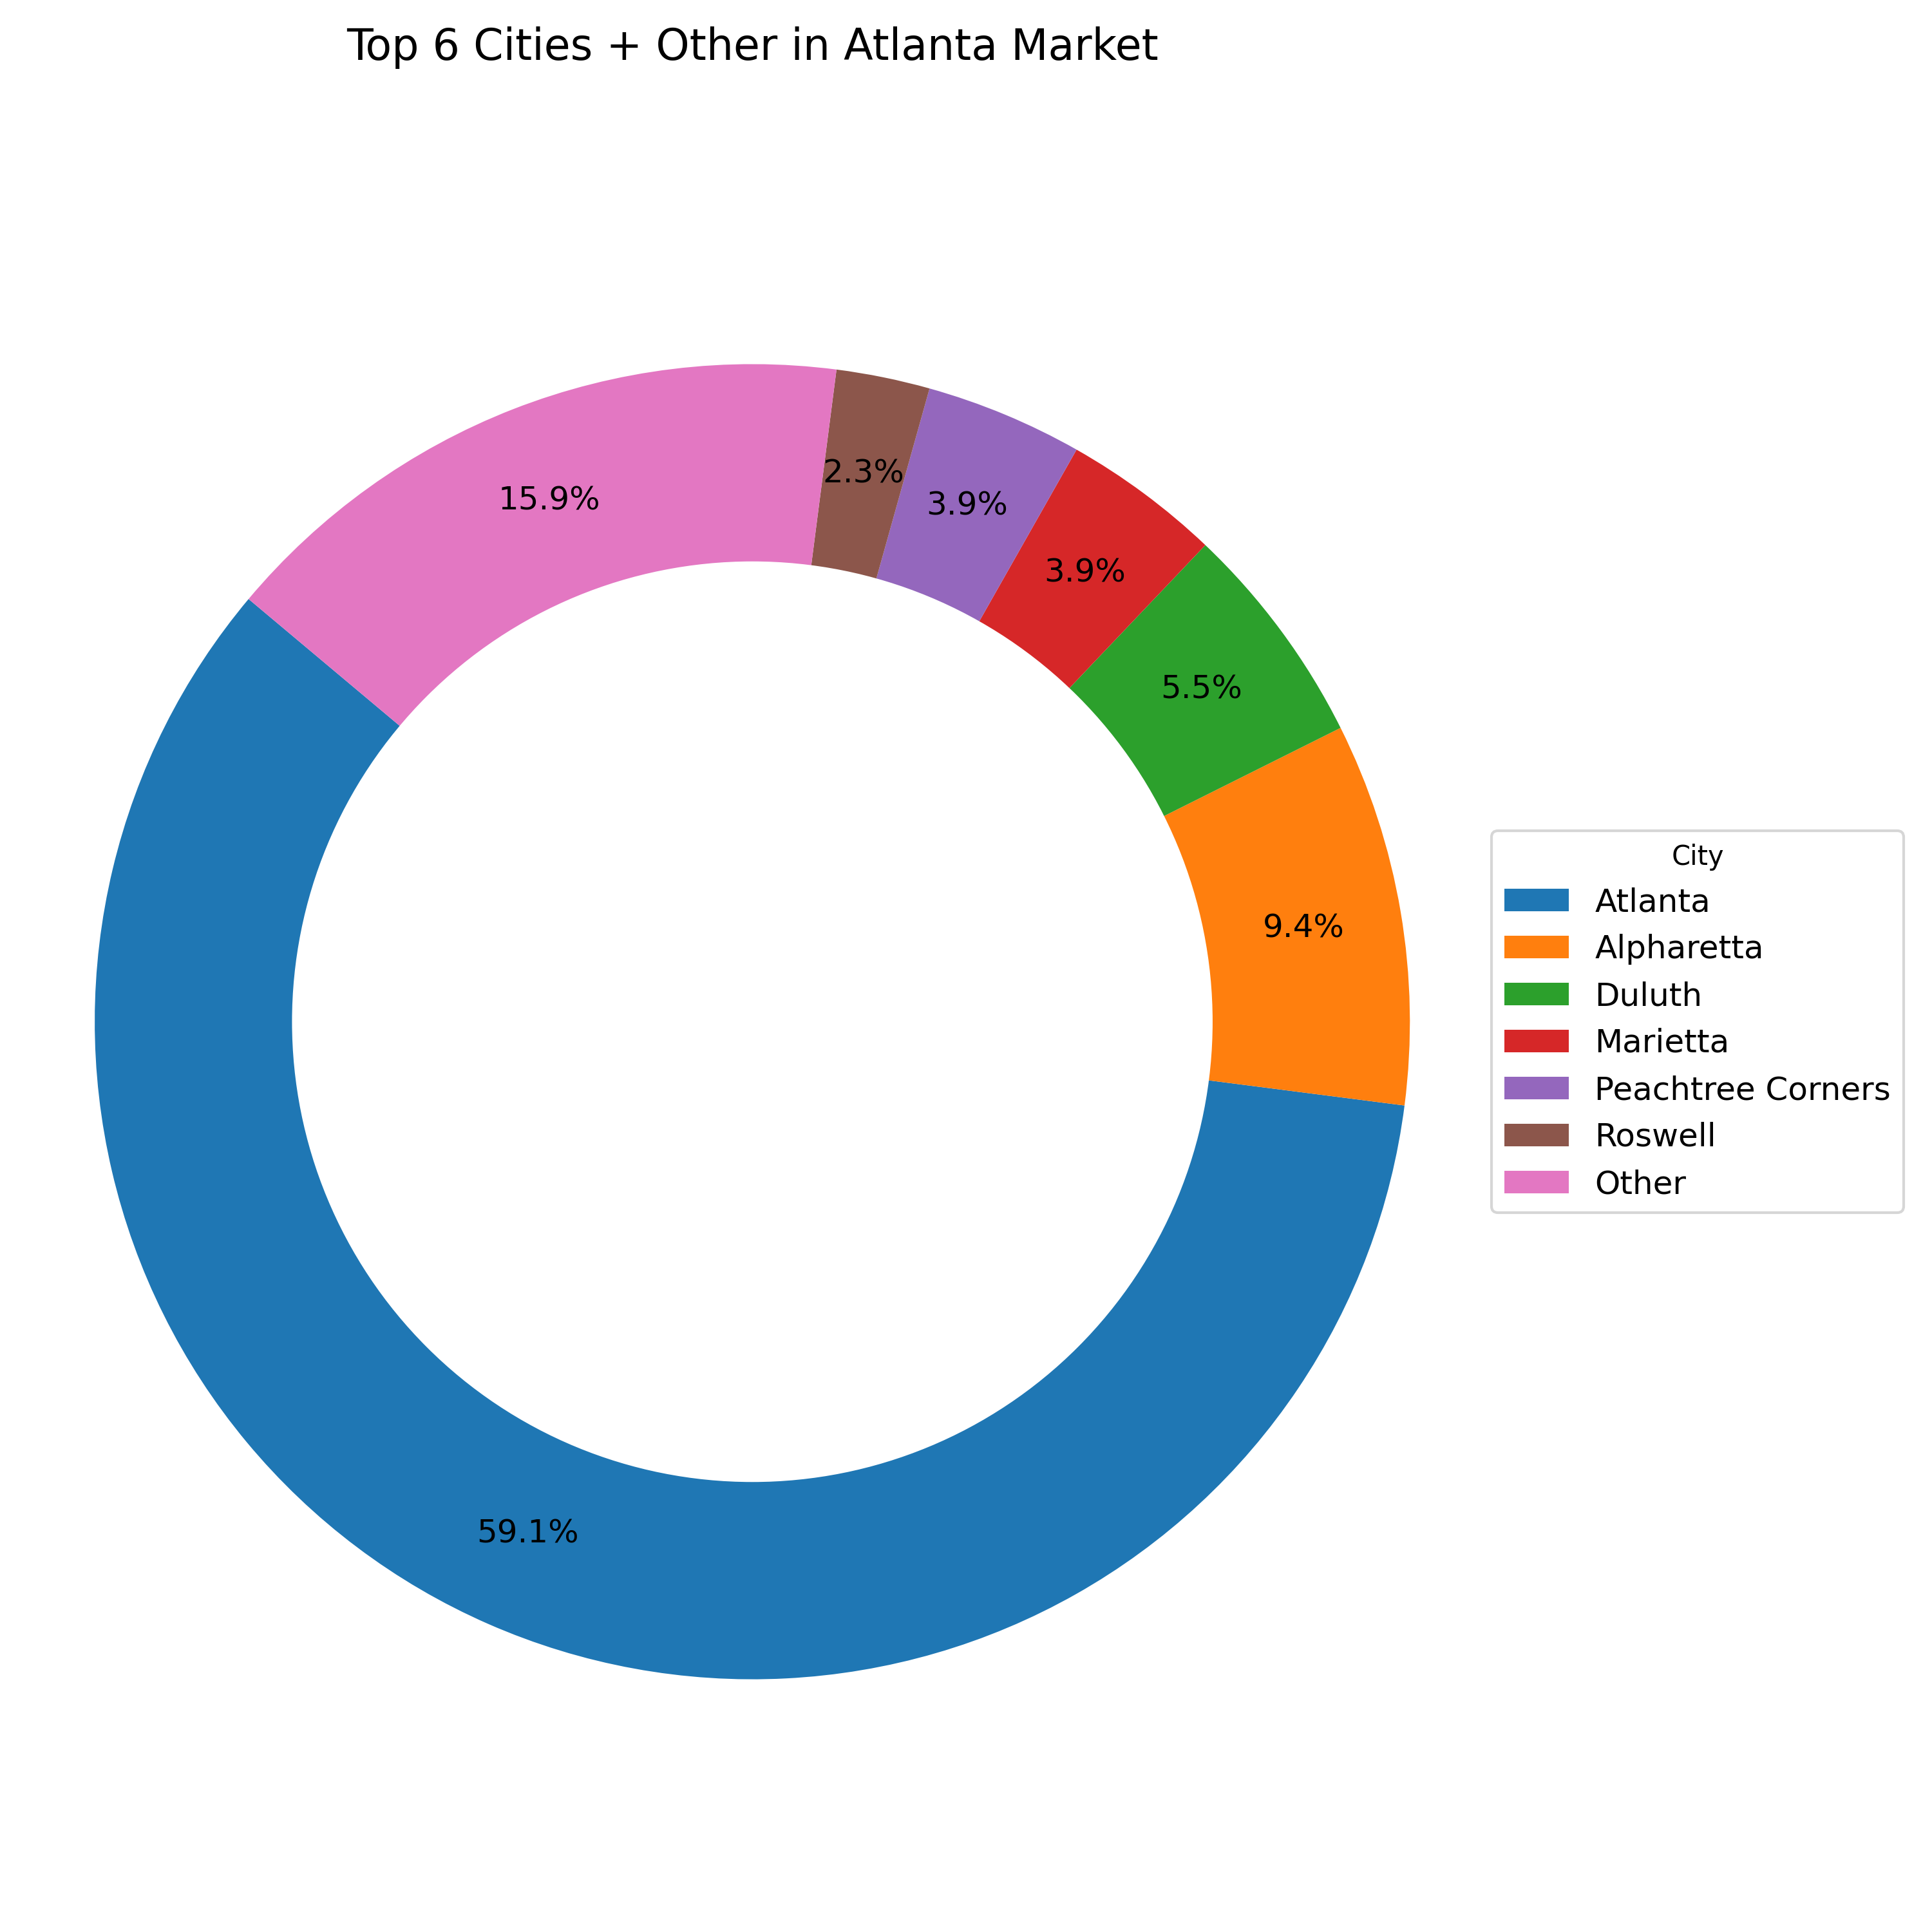 Top 6 Cities + Other in Atlanta Market
2.3%
15.9%
3.9%
3.9%
5.5%
9.4%
59.1%
City
Atlanta
Alpharetta
Duluth
Marietta
Peachtree Corners
Roswell
Other